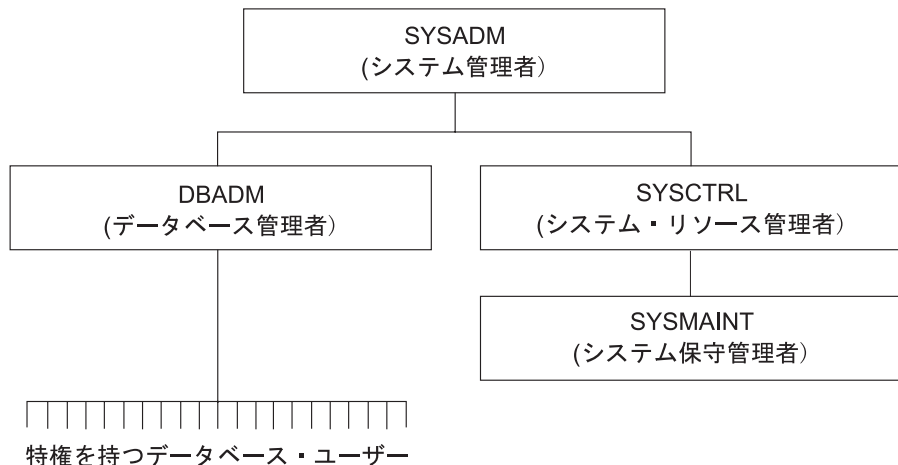 SYSADM
(システム管理者)
DBADM
(データベース管理者)
SYSCTRL
(システム・リソース管理者)
SYSMAINT
(システム保守管理者)
特権を持つデータベース・ユーザー